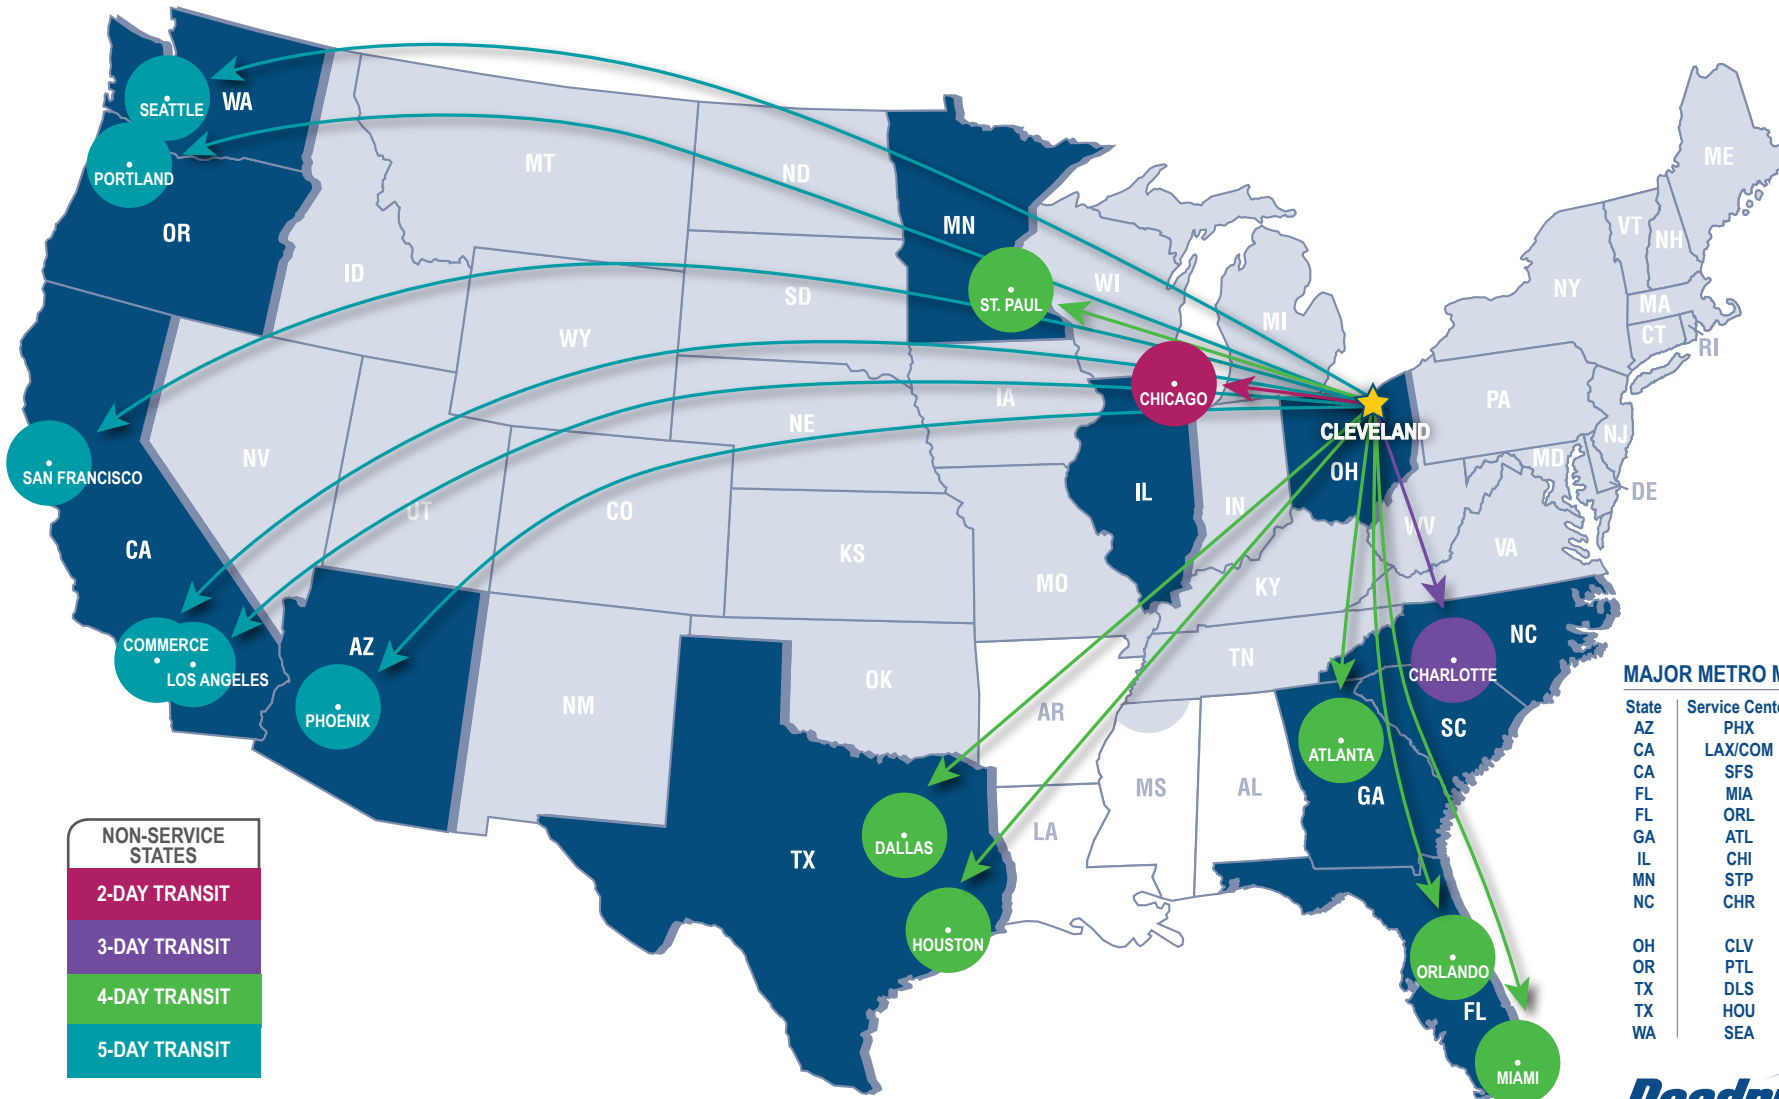 SEATTLE
WA
PORTLAND
OR
MT
ID
WY
ND
SD
MN
ST. PAUL
WI
MI
ME
VT
NH
NY
MA
CT
RI
PA
NJ
MD
DE
CHICAGO
CLEVELAND
OH
IA
NE
NV
UT
CO
SAN FRANCISCO
CA
IL
IN
WV
VA
KS
MO
KY
COMMERCE
LOS ANGELES
AZ
PHOENIX
NM
OK
AR
TN
NC
CHARLOTTE
SC
ATLANTA
GA
MS
AL
LA
TX
DALLAS
HOUSTON
ORLANDO
FL
MIAMI
NON-SERVICE
STATES
2-DAY TRANSIT
3-DAY TRANSIT
4-DAY TRANSIT
5-DAY TRANSIT
MAJOR METRO M
State Service Cente
AZ PHX
CA LAX/COM
CA SFS
FL MIA
FL ORL
GA ATL
IL CHI
MN STP
NC CHR
OH CLV
OR PTL
TX DLS
TX HOU
WA SEA